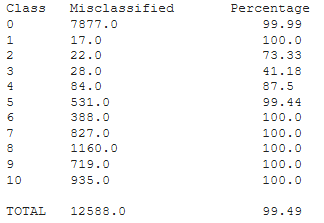 Class Misclassified Percentage
0 7877.0 99.99
1 17.0 100.0
2 22.0 73.33
3 28.0 41.18
4 84.0 87.5
5 531.0 99.44
6 388.0 100.0
7 827.0 100.0
8 1160.0 100.0
9 719.0 100.0
10 935.0 100.0
TOTAL 12588.0 99.49